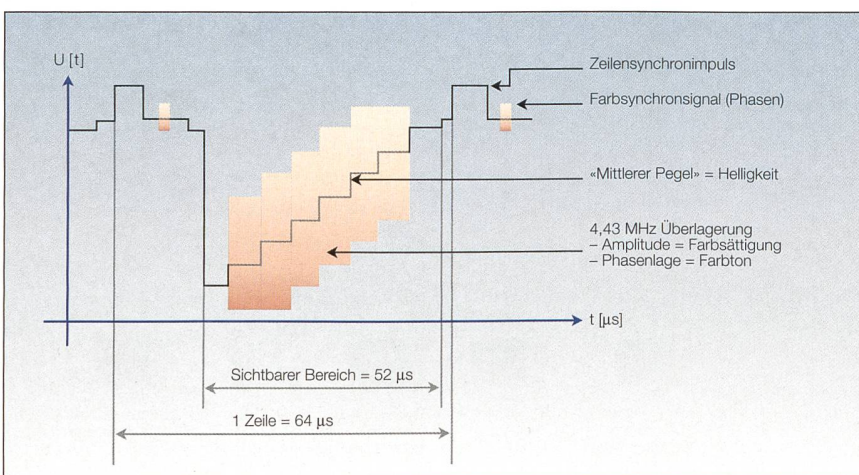 U [t]
Zeilensynchronimpuls
Farbsynchronsignal (Phasen)
«Mittlerer Pegel» = Helligkeit
4,43 MHz Überlagerung
– Amplitude = Farbsättigung
– Phasenlage = Farbton
t [µs]
Sichtbarer Bereich = 52 µs
1 Zeile = 64 µs